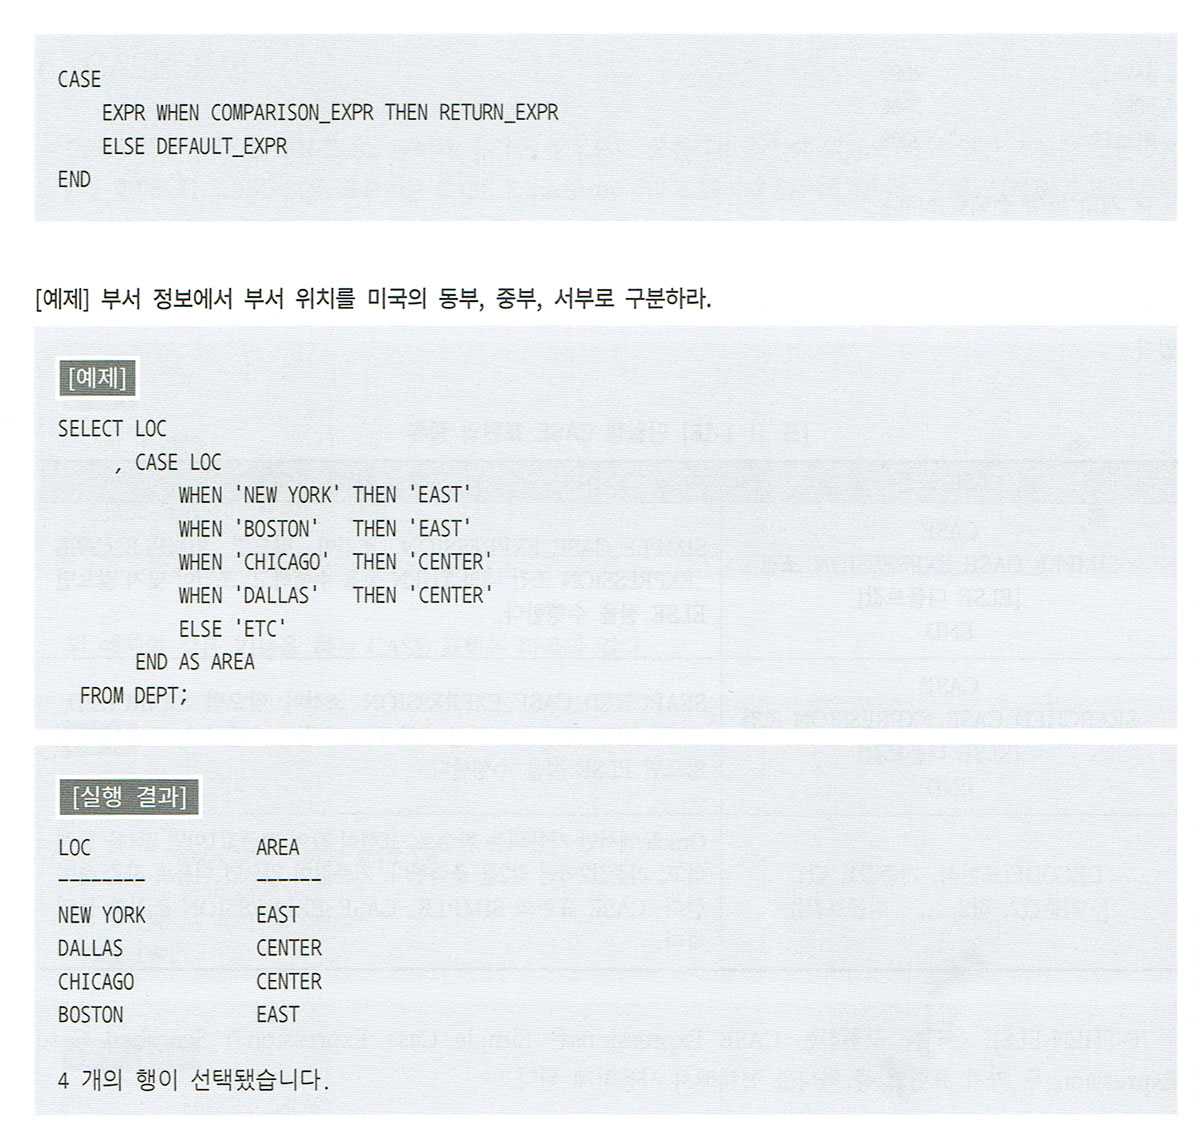 CASE
EXPR WHEN COMPARISON_EXPR THEN RETURN_EXPR
ELSE DEFAULT_EXPR
END
[예제] 부서 정보에서 부서 위치를 미국의 동부, 중부, 서부로 구분하라.
[예제]
SELECT LOC
, CASE LOC
WHEN 'NEW YORK' THEN 'EAST'
WHEN 'BOSTON' THEN 'EAST'
WHEN 'CHICAGO' THEN 'CENTER'
WHEN 'DALLAS' THEN 'CENTER'
ELSE 'ETC'
END AS AREA
FROM DEPT;
[실행 결과]
LOC AREA
-------- ------
NEW YORK EAST
DALLAS CENTER
CHICAGO CENTER
BOSTON EAST
4 개의 행이 선택됐습니다.